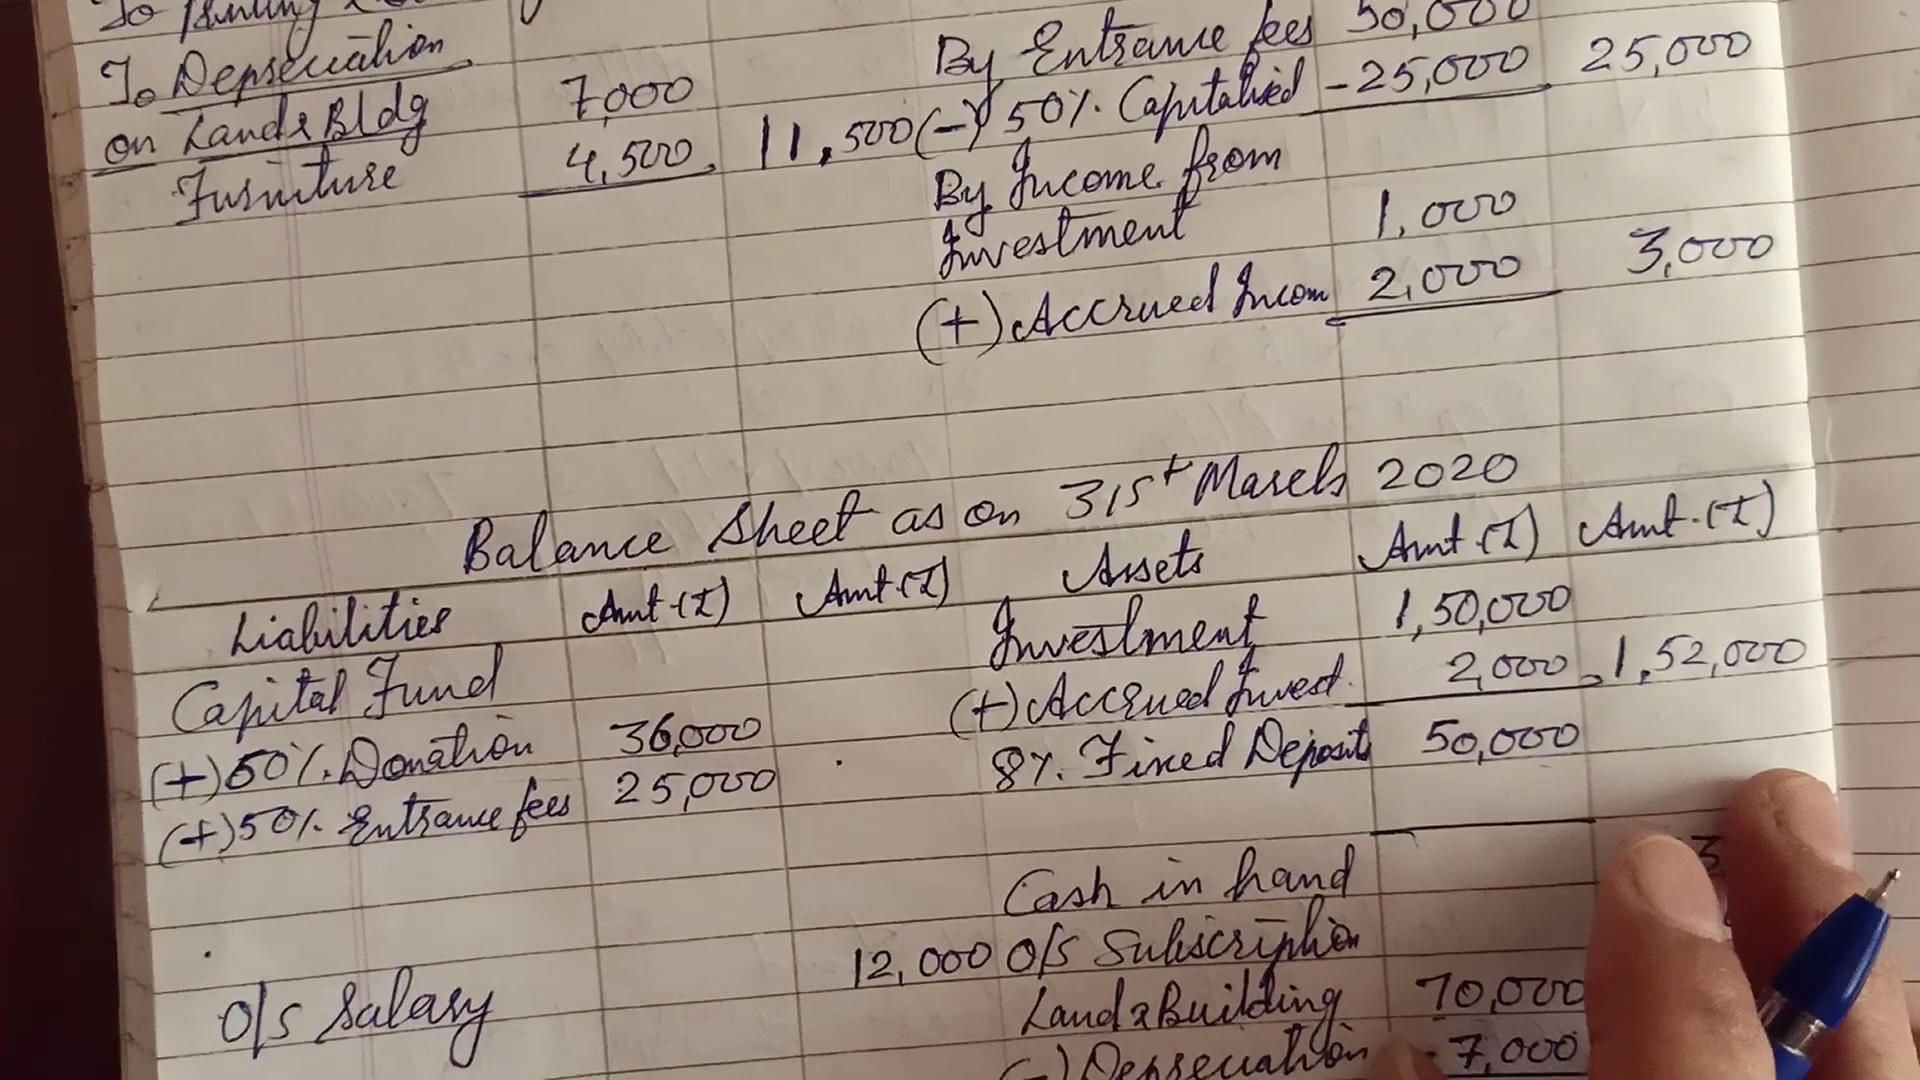 To Depreciation
on Land & Bldg 7,000
Furniture 4,500 11,500
By Entrance fees 50,000
(-) 50%. Capitalised -25,000 25,000
By Income from
Investment 1,000
(+) Accrued Incom 2,000 3,000
Balance Sheet as on 31st March 2020
Liabilities Amt.(₹) Amt.(₹) Assets Amt.(₹) Amt.(₹)
Capital Fund Investment 1,50,000
(+) 50%. Donation 36,000 (+) Accrued Invest. 2,000 1,52,000
(+) 50%. Entrance fees 25,000 8%. Fixed Deposit 50,000
Cash in hand
O/s Salary 12,000 O/s Subscription
Land & Building 70,000
(-) Depreciation - 7,000